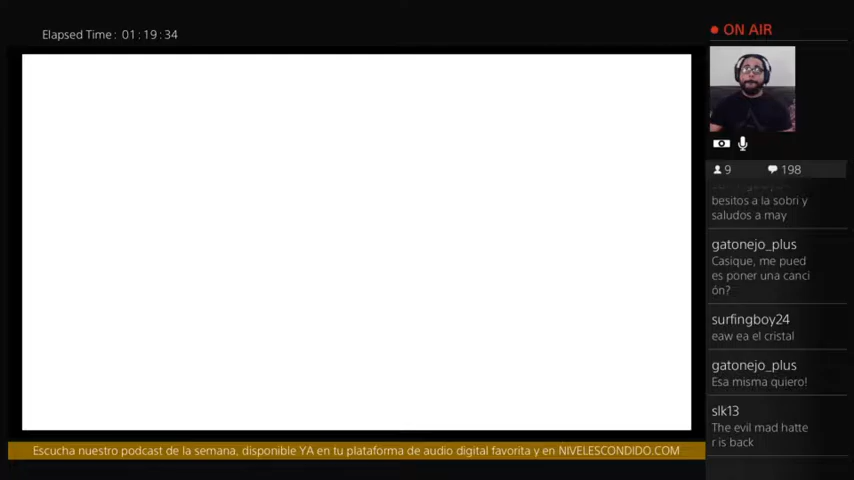 Elapsed Time: 01:19:34
ON AIR
9 198
besitos a la sobri y
saludos a may
gatonejo_plus
Casique, me pued
es poner una canci
ón?
surfingboy24
eaw ea el cristal
gatonejo_plus
Esa misma quiero!
slk13
The evil mad hatte
r is back
Escucha nuestro podcast de la semana, disponible YA en tu plataforma de audio digital favorita y en NIVELESCONDIDO.COM